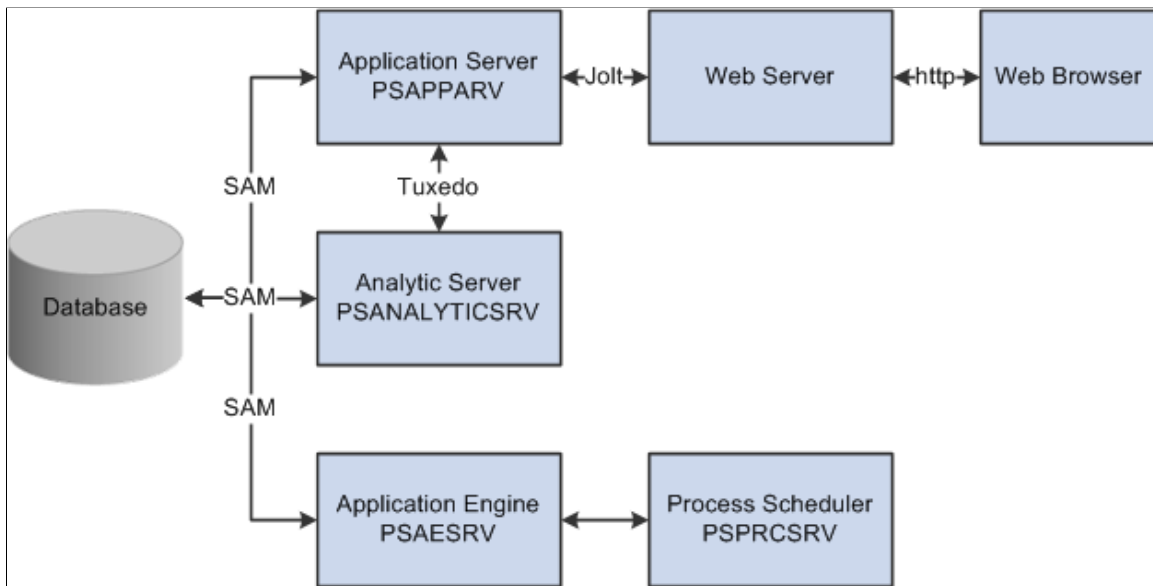 Application Server
PSAPPARV
Jolt
Web Server
http
Web Browser
SAM
Tuxedo
Database
SAM
Analytic Server
PSANALYTICSRV
SAM
Application Engine
PSAESRV
Process Scheduler
PSPRCSRV